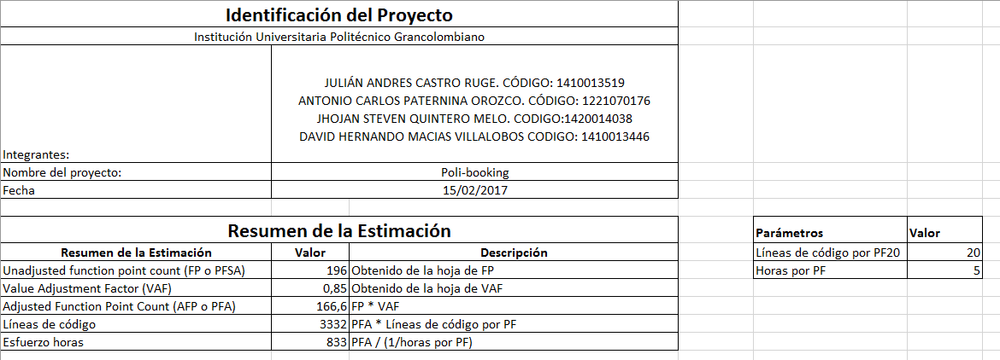 Identificación del Proyecto
Institución Universitaria Politécnico Grancolombiano
JULIÁN ANDRES CASTRO RUGE. CÓDIGO: 1410013519
ANTONIO CARLOS PATERNINA OROZCO. CÓDIGO: 1221070176
JHOJAN STEVEN QUINTERO MELO. CODIGO:1420014038
DAVID HERNANDO MACIAS VILLALOBOS CODIGO: 1410013446
Integrantes:
Nombre del proyecto: Poli-booking
Fecha 15/02/2017
Resumen de la Estimación
Resumen de la Estimación Valor Descripción
Unadjusted function point count (FP o PFSA) 196 Obtenido de la hoja de FP
Value Adjustment Factor (VAF) 0,85 Obtenido de la hoja de VAF
Adjusted Function Point Count (AFP o PFA) 166,6 FP * VAF
Líneas de código 3332 PFA * Líneas de código por PF
Esfuerzo horas 833 PFA / (1/horas por PF)
Parámetros Valor
Líneas de código por PF20 20
Horas por PF 5